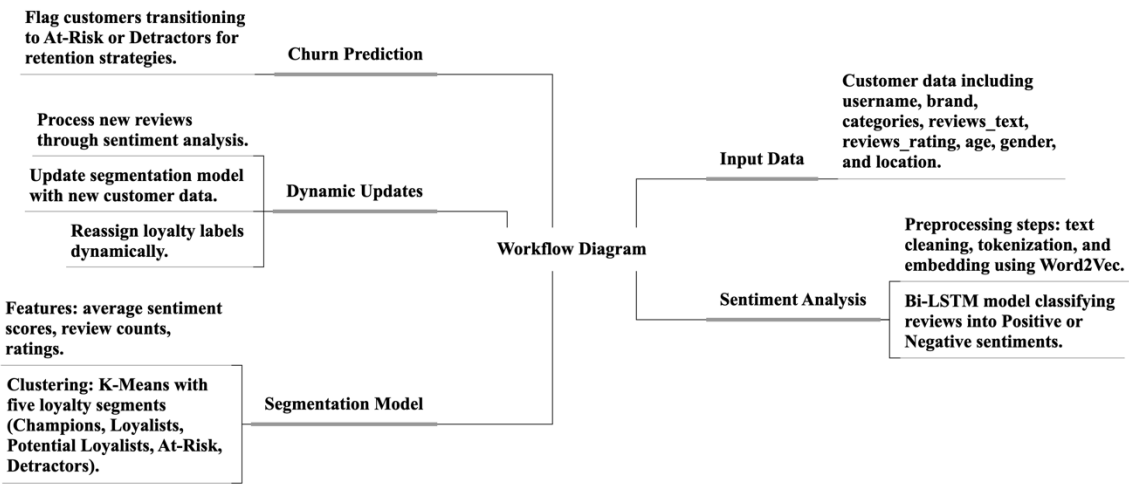 Flag customers transitioning
to At-Risk or Detractors for
retention strategies.
Churn Prediction
Process new reviews
through sentiment analysis.
Update segmentation model
with new customer data.
Reassign loyalty labels
dynamically.
Dynamic Updates
Features: average sentiment
scores, review counts,
ratings.
Clustering: K-Means with
five loyalty segments
(Champions, Loyalists,
Potential Loyalists, At-Risk,
Detractors).
Segmentation Model
Workflow Diagram
Input Data
Customer data including
username, brand,
categories, reviews_text,
reviews_rating, age, gender,
and location.
Sentiment Analysis
Preprocessing steps: text
cleaning, tokenization, and
embedding using Word2Vec.
Bi-LSTM model classifying
reviews into Positive or
Negative sentiments.